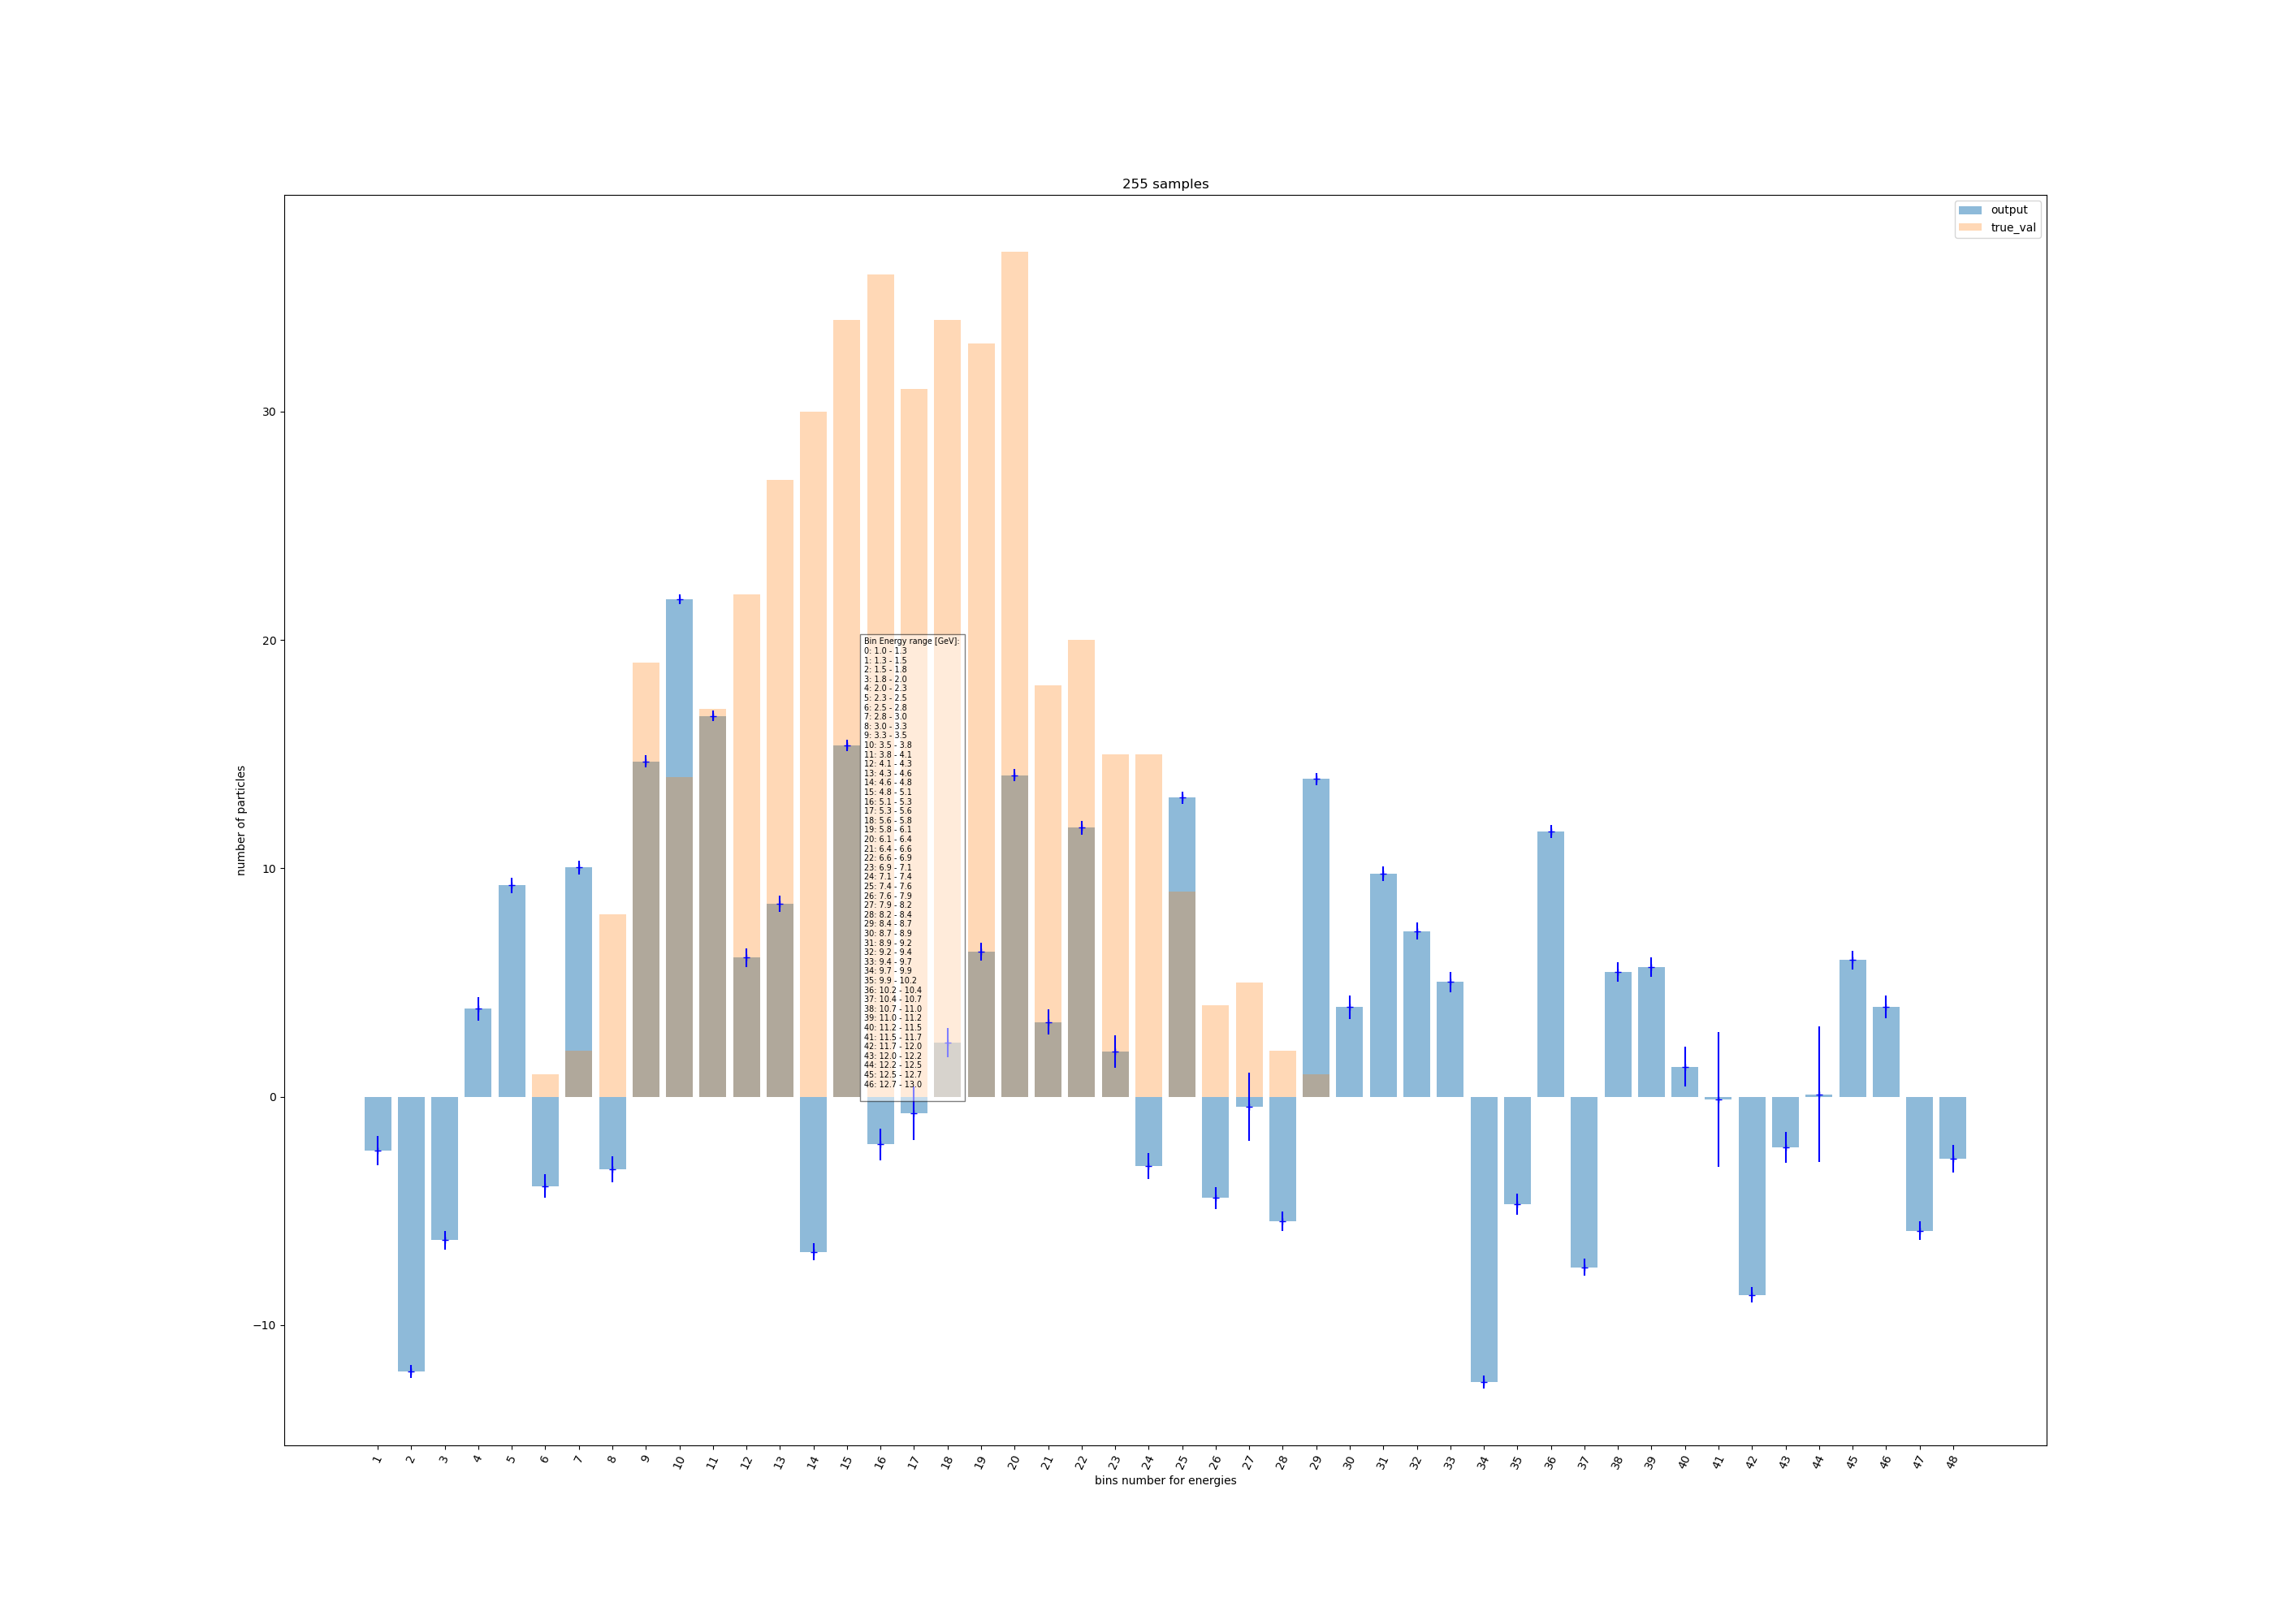 255 samples
output
true_val
number of particles
30
20
10
0
−10
Bin Energy range [GeV]:
0: 1.0 - 1.3
1: 1.3 - 1.5
2: 1.5 - 1.8
3: 1.8 - 2.0
4: 2.0 - 2.3
5: 2.3 - 2.5
6: 2.5 - 2.8
7: 2.8 - 3.0
8: 3.0 - 3.3
9: 3.3 - 3.5
10: 3.5 - 3.8
11: 3.8 - 4.1
12: 4.1 - 4.3
13: 4.3 - 4.6
14: 4.6 - 4.8
15: 4.8 - 5.1
16: 5.1 - 5.3
17: 5.3 - 5.6
18: 5.6 - 5.8
19: 5.8 - 6.1
20: 6.1 - 6.4
21: 6.4 - 6.6
22: 6.6 - 6.9
23: 6.9 - 7.1
24: 7.1 - 7.4
25: 7.4 - 7.6
26: 7.6 - 7.9
27: 7.9 - 8.2
28: 8.2 - 8.4
29: 8.4 - 8.7
30: 8.7 - 8.9
31: 8.9 - 9.2
32: 9.2 - 9.4
33: 9.4 - 9.7
34: 9.7 - 9.9
35: 9.9 - 10.2
36: 10.2 - 10.4
37: 10.4 - 10.7
38: 10.7 - 11.0
39: 11.0 - 11.2
40: 11.2 - 11.5
41: 11.5 - 11.7
42: 11.7 - 12.0
43: 12.0 - 12.2
44: 12.2 - 12.5
45: 12.5 - 12.7
46: 12.7 - 13.0
1 2 3 4 5 6 7 8 9 10 11 12 13 14 15 16 17 18 19 20 21 22 23 24 25 26 27 28 29 30 31 32 33 34 35 36 37 38 39 40 41 42 43 44 45 46 47 48
bins number for energies